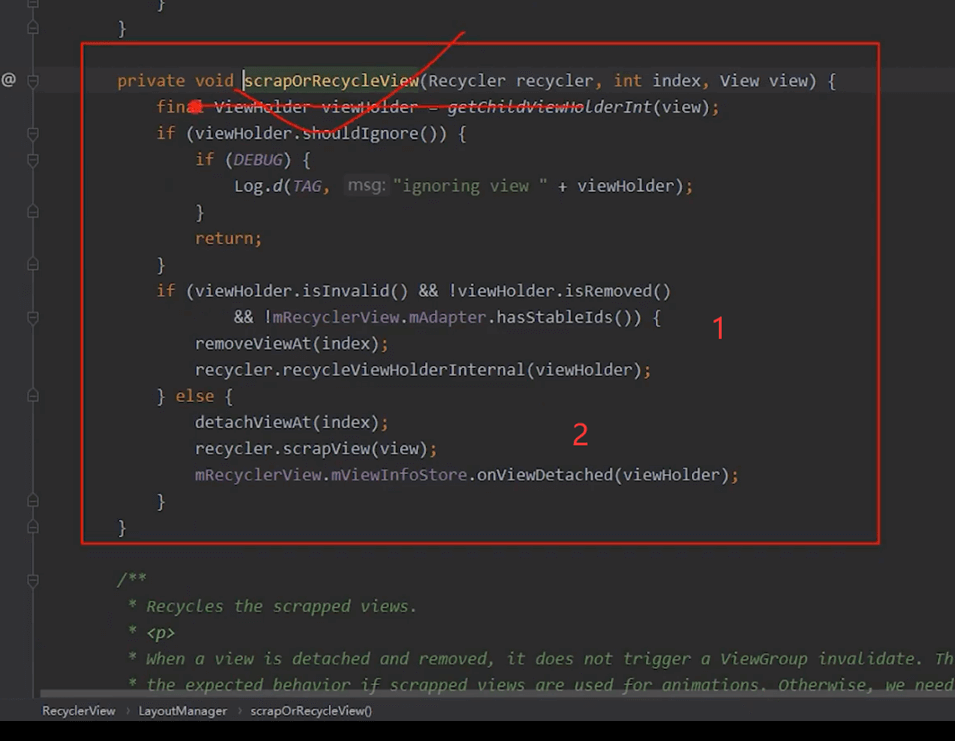 }
}
@ private void scrapOrRecycleView(Recycler recycler, int index, View view) {
final ViewHolder viewHolder = getChildViewHolderInt(view);
if (viewHolder.shouldIgnore()) {
if (DEBUG) {
Log.d(TAG, msg: "ignoring view " + viewHolder);
}
return;
}
if (viewHolder.isInvalid() && !viewHolder.isRemoved()
&& !mRecyclerView.mAdapter.hasStableIds()) {
1
removeViewAt(index);
recycler.recycleViewHolderInternal(viewHolder);
} else {
detachViewAt(index);
2
recycler.scrapView(view);
mRecyclerView.mViewInfoStore.onViewDetached(viewHolder);
}
}
/**
* Recycles the scrapped views.
* <p>
* When a view is detached and removed, it does not trigger a ViewGroup invalidate. Th
* the expected behavior if scrapped views are used for animations. Otherwise, we need
RecyclerView › LayoutManager › scrapOrRecycleView()